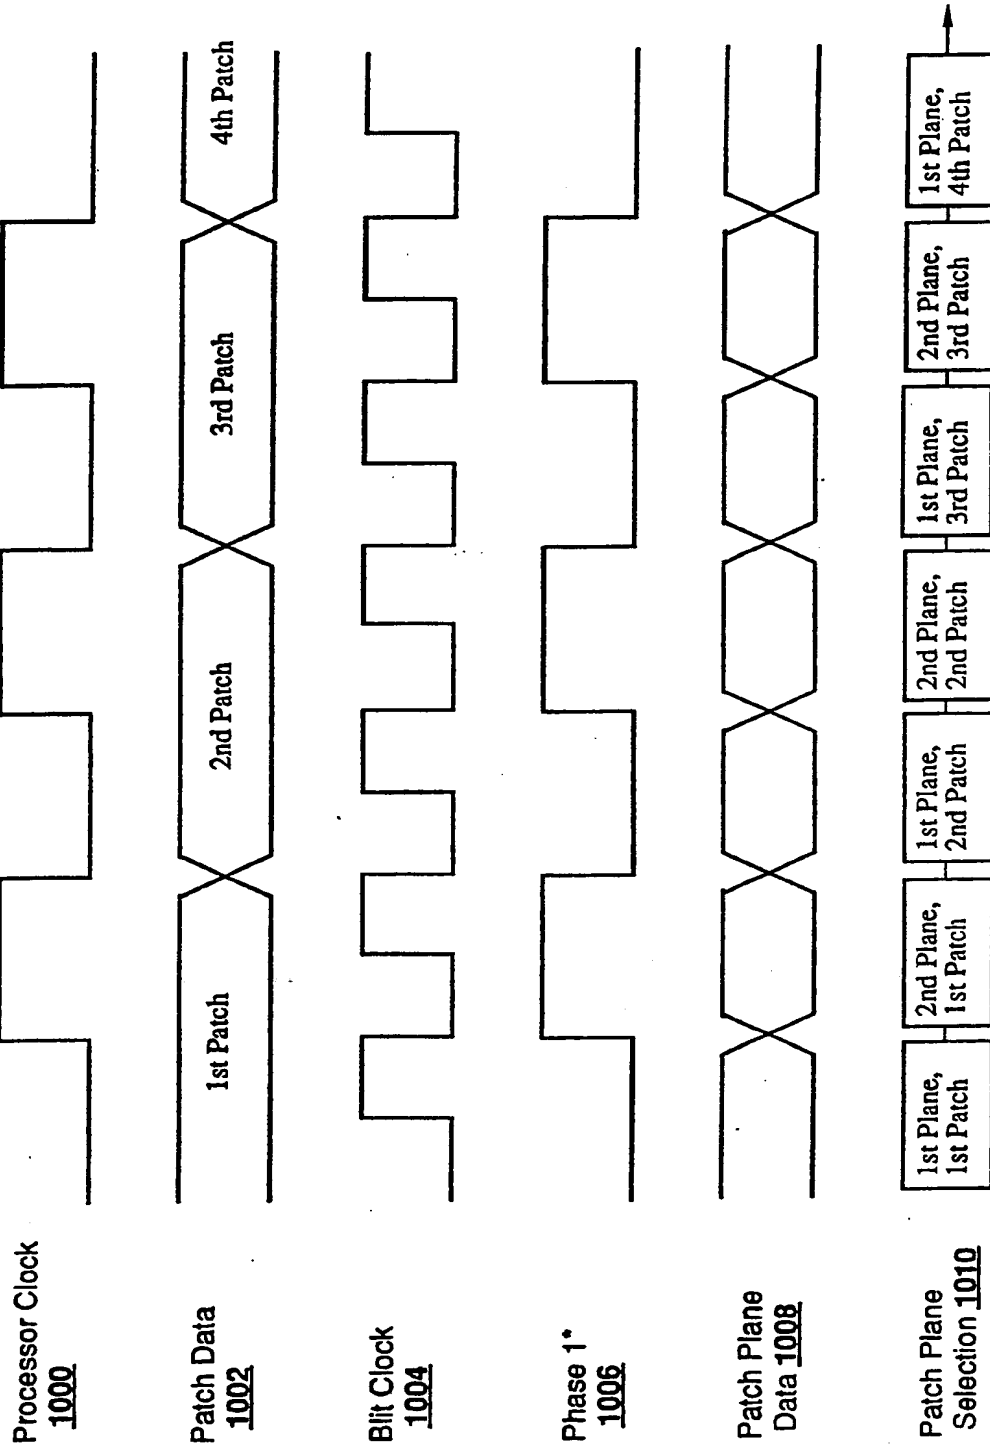 Processor Clock
1000
Patch Data
1002
1st Patch
2nd Patch
3rd Patch
4th Patch
Blit Clock
1004
Phase 1*
1006
Patch Plane
Data 1008
Patch Plane
Selection 1010
1st Plane,
1st Patch
2nd Plane,
1st Patch
1st Plane,
2nd Patch
2nd Plane,
2nd Patch
1st Plane,
3rd Patch
2nd Plane,
3rd Patch
1st Plane,
4th Patch